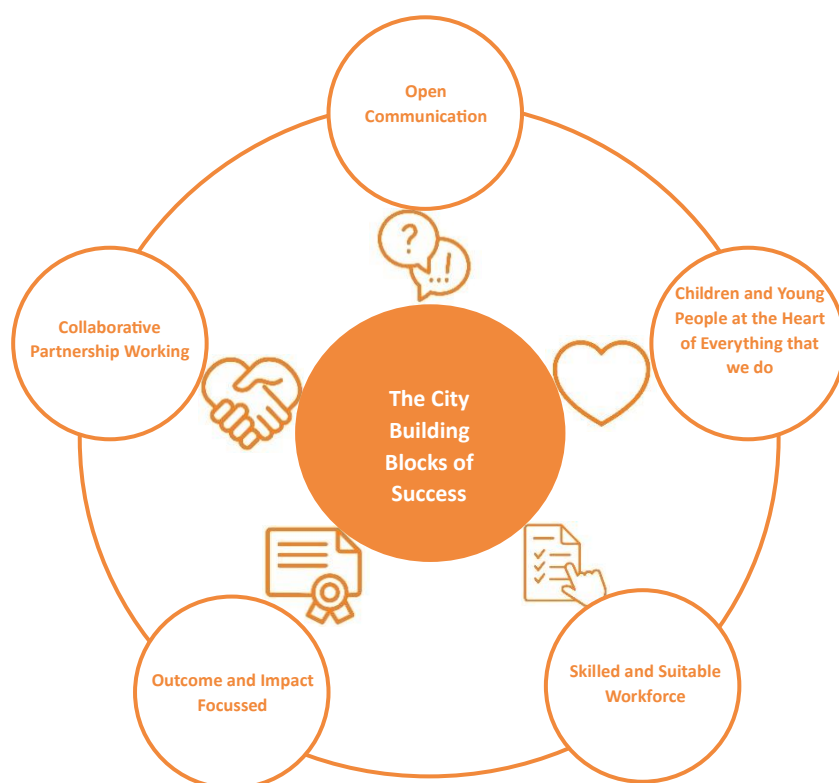 Open
Communication
?
!
...
Children and Young
People at the Heart
of Everything that
we do
Collaborative
Partnership Working
The City
Building
Blocks of
Success
Outcome and Impact
Focussed
Skilled and Suitable
Workforce